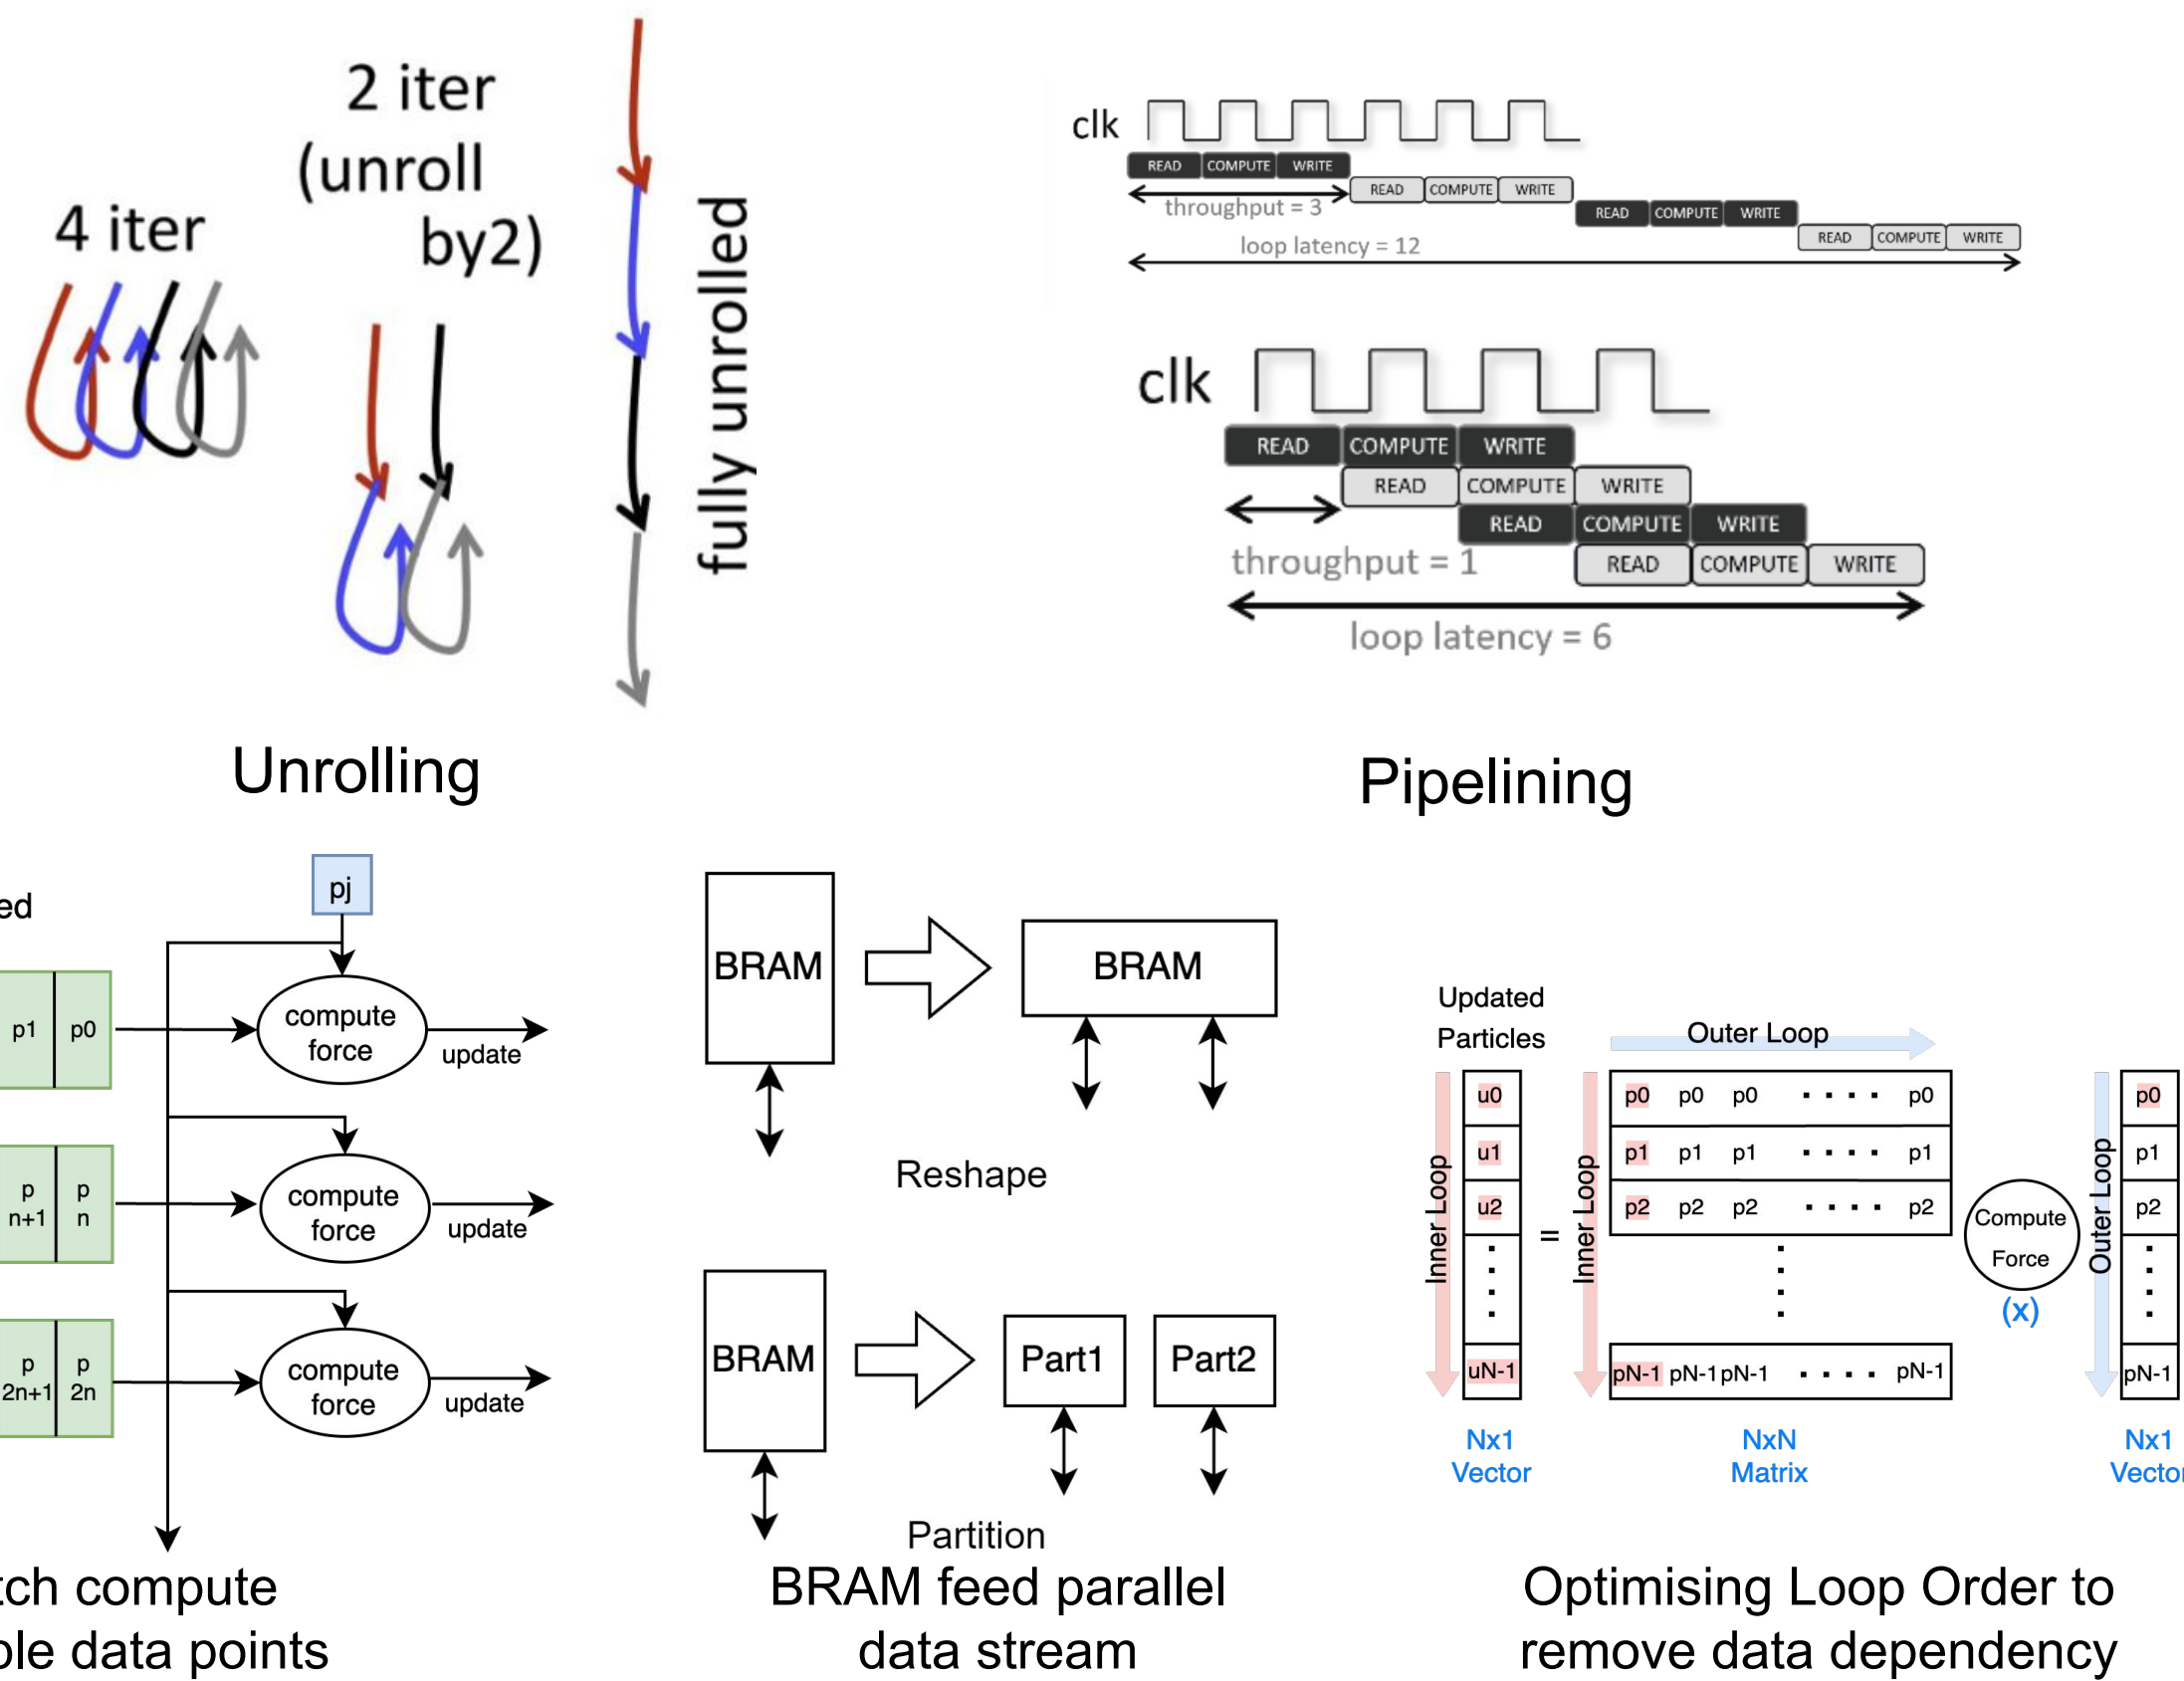 4 iter
2 iter
(unroll
by2)
fully unrolled
Unrolling
clk
READ COMPUTE WRITE
READ COMPUTE WRITE
throughput = 3
READ COMPUTE WRITE
READ COMPUTE WRITE
loop latency = 12
clk
READ COMPUTE WRITE
READ COMPUTE WRITE
READ COMPUTE WRITE
throughput = 1
READ COMPUTE WRITE
loop latency = 6
Pipelining
ed
pj
p1 p0
compute
force
update
p
n+1
p
n
compute
force
update
p
2n+1
p
2n
compute
force
update
tch compute
ble data points
BRAM
BRAM
Reshape
BRAM
Part1
Part2
Partition
BRAM feed parallel
data stream
Updated
Particles
Outer Loop
Inner Loop
u0
u1
u2
uN-1
=
Inner Loop
p0 p0 p0 . . . . p0
p1 p1 p1 . . . . p1
p2 p2 p2 . . . . p2
pN-1 pN-1 pN-1 . . . . pN-1
Compute
Force
(x)
Outer Loop
p0
p1
p2
pN-1
Nx1
Vector
NxN
Matrix
Nx1
Vector
Optimising Loop Order to
remove data dependency